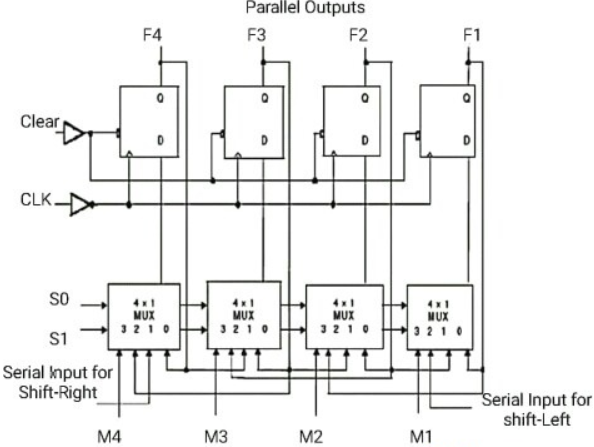 Parallel Outputs
F4 F3 F2 F1
Q Q Q Q
Clear
D D D D
CLK
S0
4 x 1 4 x 1 4 x 1 4 x 1
MUX MUX MUX MUX
S1
3 2 1 0 3 2 1 0 3 2 1 0 3 2 1 0
Serial Input for
Shift-Right
Serial Input for
shift-Left
M4 M3 M2 M1